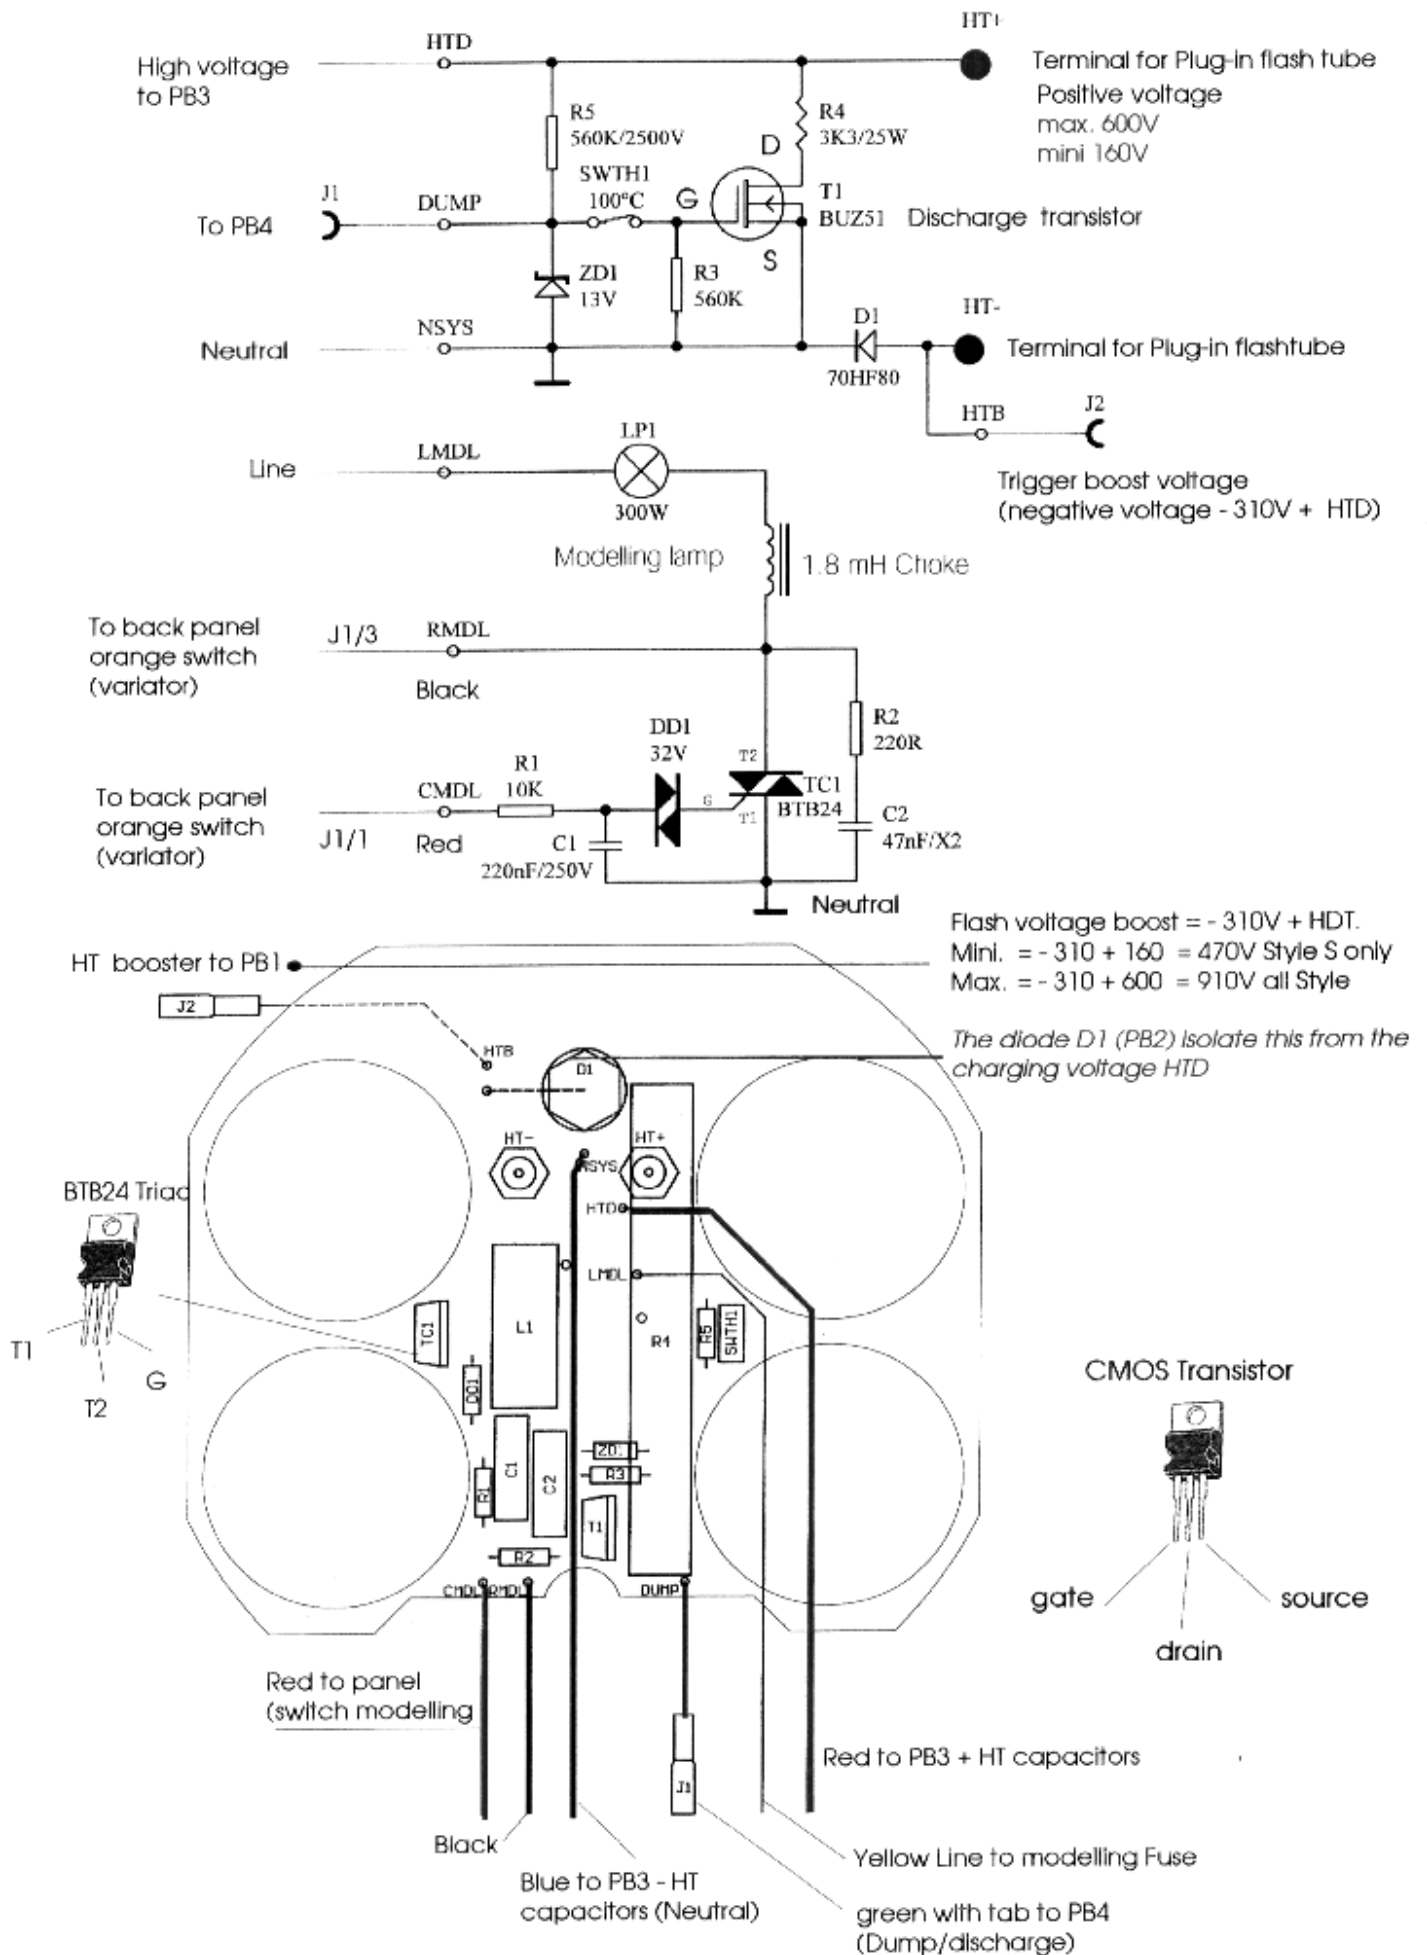 HTD
HT+
High voltage
to PB3
Terminal for Plug-in flash tube
Positive voltage
max. 600V
mini 160V
R5
560K/2500V
R4
3K3/25W
D
SWTH1
100°C
G
J1
DUMP
To PB4
T1
BUZ51
Discharge transistor
S
ZD1
13V
R3
560K
HT-
NSYS
D1
Neutral
Terminal for Plug-in flashtube
70HF80
HTB
J2
LP1
LMDL
Line
300W
Trigger boost voltage
(negative voltage - 310V + HTD)
Modelling lamp
1.8 mH Choke
To back panel
orange switch
(variator)
J1/3
RMDL
Black
R2
220R
DD1
32V
T2
R1
10K
TC1
BTB24
To back panel
orange switch
(variator)
CMDL
G
T1
J1/1
Red
C1
220nF/250V
C2
47nF/X2
Neutral
Flash voltage boost = - 310V + HDT.
Mini. = - 310 + 160 = 470V Style S only
Max. = - 310 + 600 = 910V all Style
HT booster to PB1
J2
The diode D1 (PB2) isolate this from the
charging voltage HTD
HTB
D1
HT-
HT+
NSYS
BTB24 Triac
HTD
LMDL
TC1
L1
R4
R5
SWTH1
T1
T2
G
DD1
CMOS Transistor
ZD1
R3
C1
C2
R1
T1
R2
CMDL
RMDL
DUMP
gate
source
drain
Red to panel
(switch modelling
Red to PB3 + HT capacitors
J1
Black
Yellow Line to modelling Fuse
Blue to PB3 - HT
capacitors (Neutral)
green with tab to PB4
(Dump/discharge)